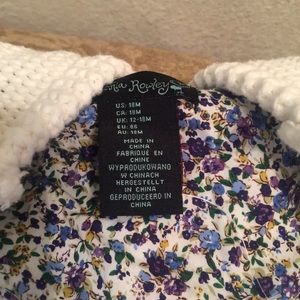 Rowley
US: 18M
CA: 18M
UK: 12-18M
EU: 86
AU: 18M
MADE IN
CHINA
FABRIQUE EN
CHINE
WYPRODUKOWANO
W CHINACH
HERGESTELLT
IN CHINA
GEPRODUCEERD IN
CHINA